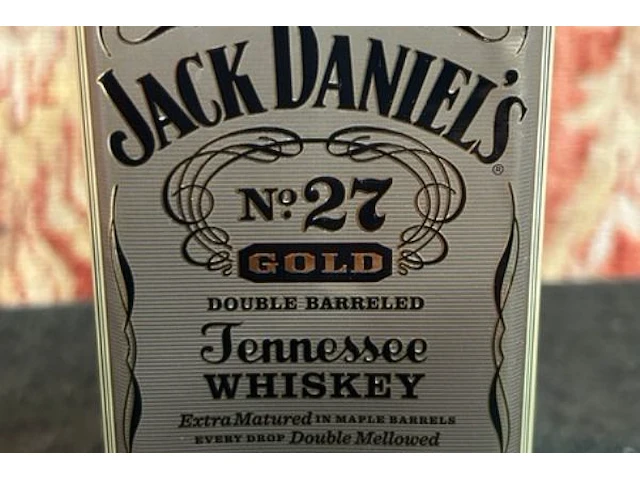 JACK DANIEL'S®
No. 27
GOLD
DOUBLE BARRELED
Tennessee
WHISKEY
Extra Matured IN MAPLE BARRELS
EVERY DROP Double Mellowed